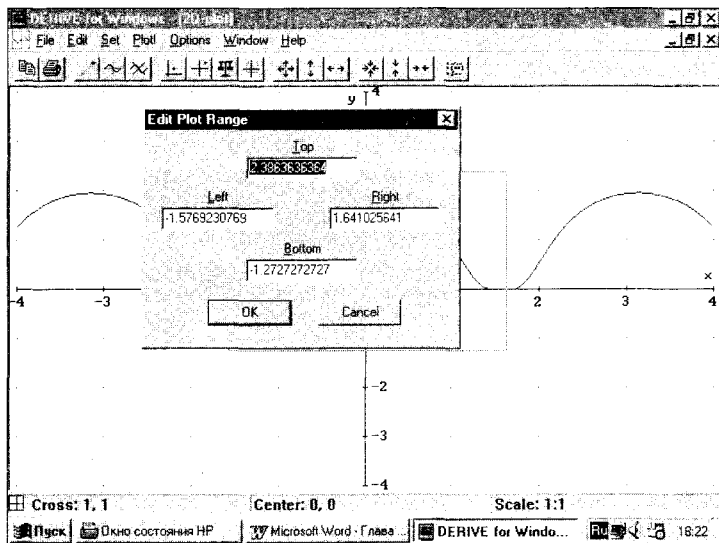 DERIVE for Windows - [2D-plot]
File Edit Set Plot! Options Window Help
y 4
Edit Plot Range
Top
2.3863636364
Left Right
-1.5769230769 1.641025641
Bottom
-1.2727272727
OK Cancel
x
-4 -3 2 3 4
-2
-3
-4
Cross: 1, 1 Center: 0, 0 Scale: 1:1
Пуск Окно состояния HP Microsoft Word - Глава... DERIVE for Windo... Ru 18:22